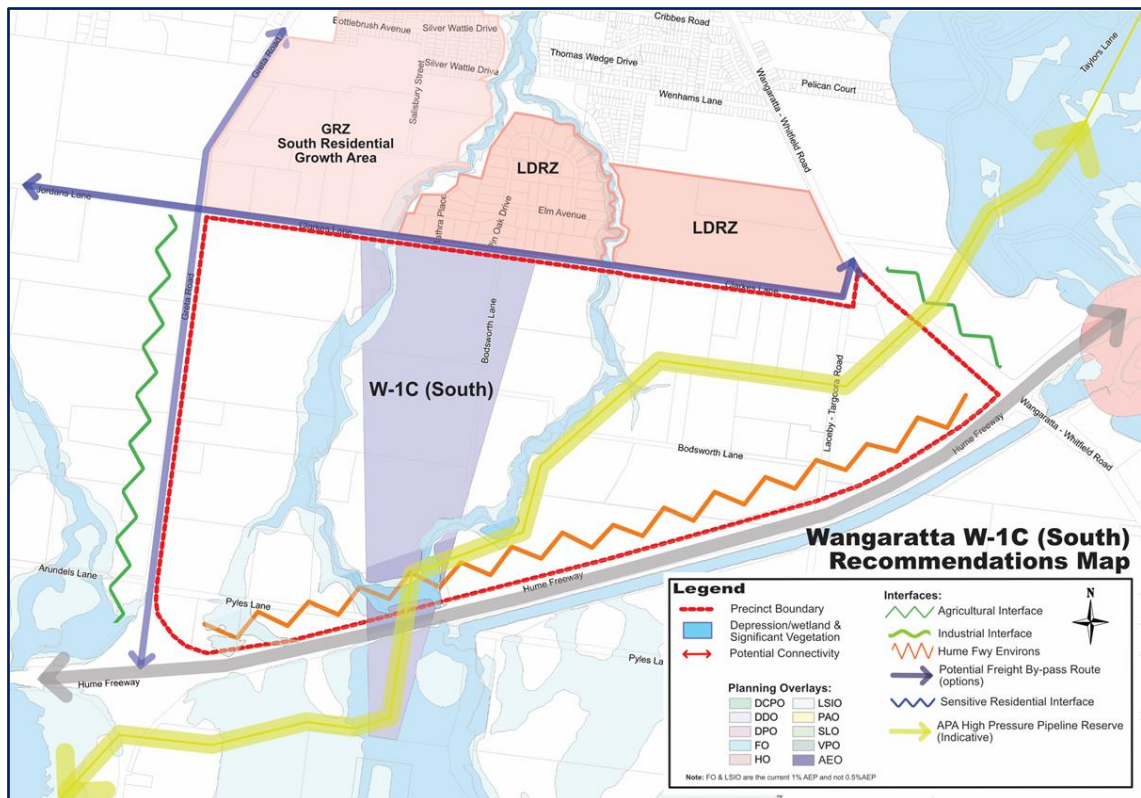 Bottlebrush Avenue
Silver Wattle Drive
Cribbes Road
Greta Road
Silver Wattle Drive
Salisbury Street
Thomas Wedge Drive
Wangaratta - Whitfield Road
Pelican Court
Wenhams Lane
Taylors Lane
GRZ
South Residential
Growth Area
LDRZ
Jordans Lane
Place
Pin Oak Drive
Elm Avenue
LDRZ
Clarkes Lane
Clarkes Lane
Greta Road
Bodsworth Lane
W-1C (South)
Laceby - Targoora Road
Hume Freeway
Wangaratta - Whitfield Road
Bodsworth Lane
Arundels Lane
Pyles Lane
Hume Freeway
Pyles La
Hume Freeway
Wangaratta W-1C (South)
Recommendations Map
Legend
Precinct Boundary
Depression/wetland &
Significant Vegetation
Potential Connectivity
Planning Overlays:
DCPO
DDO
DPO
FO
HO
LSIO
PAO
SLO
VPO
AEO
Interfaces:
Agricultural Interface
Industrial Interface
Hume Fwy Environs
Potential Freight By-pass Route
(options)
Sensitive Residential Interface
APA High Pressure Pipeline Reserve
(Indicative)
N
Note: FO & LSIO are the current 1% AEP and not 0.5%AEP